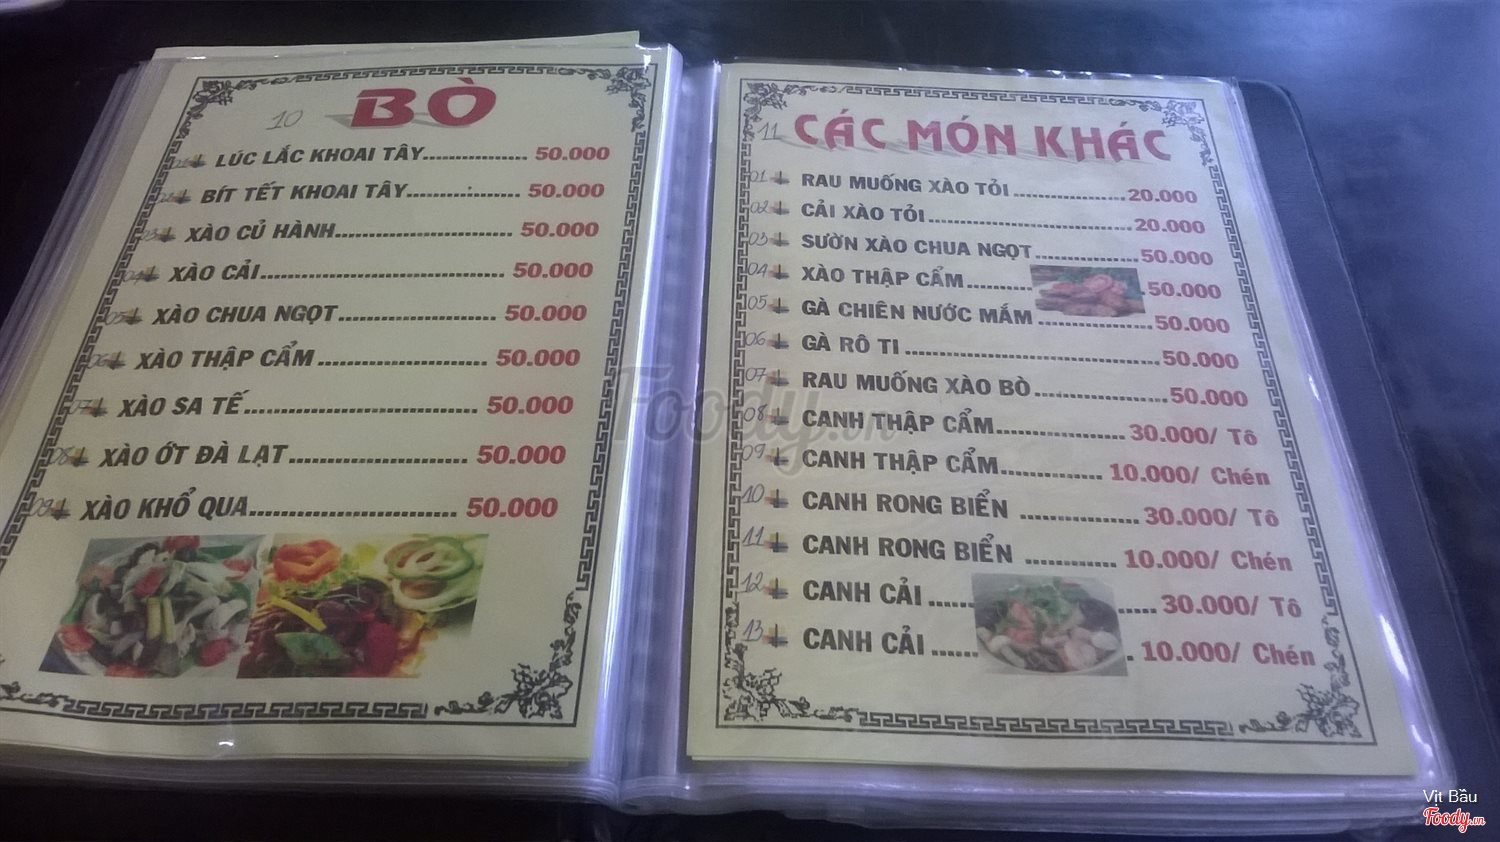 10 BÒ
01 LÚC LẮC KHOAI TÂY................. 50.000
BÍT TẾT KHOAI TÂY................... 50.000
03 XÀO CỦ HÀNH............................. 50.000
04 XÀO CẢI....................................... 50.000
05 XÀO CHUA NGỌT......................... 50.000
06 XÀO THẬP CẨM.......................... 50.000
07 XÀO SA TẾ................................... 50.000
08 XÀO ỚT ĐÀ LẠT........................... 50.000
09 XÀO KHỔ QUA............................... 50.000
11 CÁC MÓN KHÁC
01 RAU MUỐNG XÀO TỎI................... 20.000
02 CẢI XÀO TỎI.................................. 20.000
03 SƯỜN XÀO CHUA NGỌT................. 50.000
04 XÀO THẬP CẨM............ .50.000
05 GÀ CHIÊN NƯỚC MẮM.................. 50.000
06 GÀ RÔ TI........................................ 50.000
07 RAU MUỐNG XÀO BÒ.................... 50.000
08 CANH THẬP CẨM..................... 30.000/ Tô
09 CANH THẬP CẨM................ 10.000/ Chén
10 CANH RONG BIỂN ................... 30.000/ Tô
11 CANH RONG BIỂN .............. 10.000/ Chén
12 CANH CẢI ...... ..... 30.000/ Tô
13 CANH CẢI ...... . 10.000/ Chén
Foody.vn
Vịt Bầu
Foody.vn